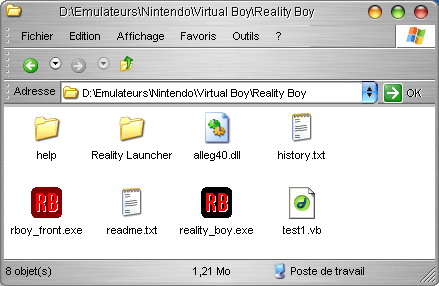 D:\Emulateurs\Nintendo\Virtual Boy\Reality Boy
Fichier Edition Affichage Favoris Outils ?
Adresse D:\Emulateurs\Nintendo\Virtual Boy\Reality Boy OK
help Reality Launcher alleg40.dll history.txt
RB RB
rboy_front.exe readme.txt reality_boy.exe test1.vb
8 objet(s) 1,21 Mo Poste de travail